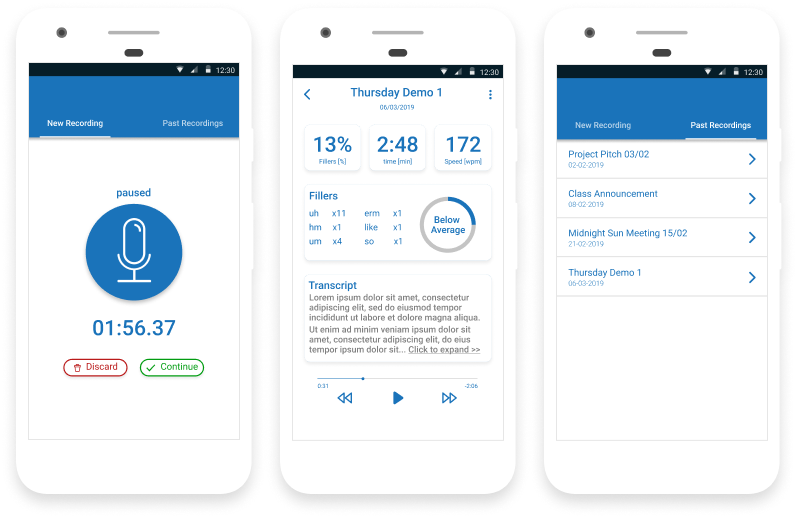 12:30
New Recording Past Recordings
paused
01:56.37
Discard Continue
12:30
Thursday Demo 1
06/03/2019
13% 2:48 172
Fillers [%] time [min] Speed [wpm]
Fillers
uh x11 erm x1
hm x1 like x1
um x4 so x1
Below
Average
Transcript
Lorem ipsum dolor sit amet, consectetur
adipiscing elit, sed do eiusmod tempor
incididunt ut labore et dolore magna aliqua.
Ut enim ad minim veniam ipsum dolor sit
amet, consectetur adipiscing elit, do eius
tempor ipsum dolor sit... Click to expand >>
0:31 -2:06
12:30
New Recording Past Recordings
Project Pitch 03/02
02-02-2019
Class Announcement
08-02-2019
Midnight Sun Meeting 15/02
21-02-2019
Thursday Demo 1
06-03-2019